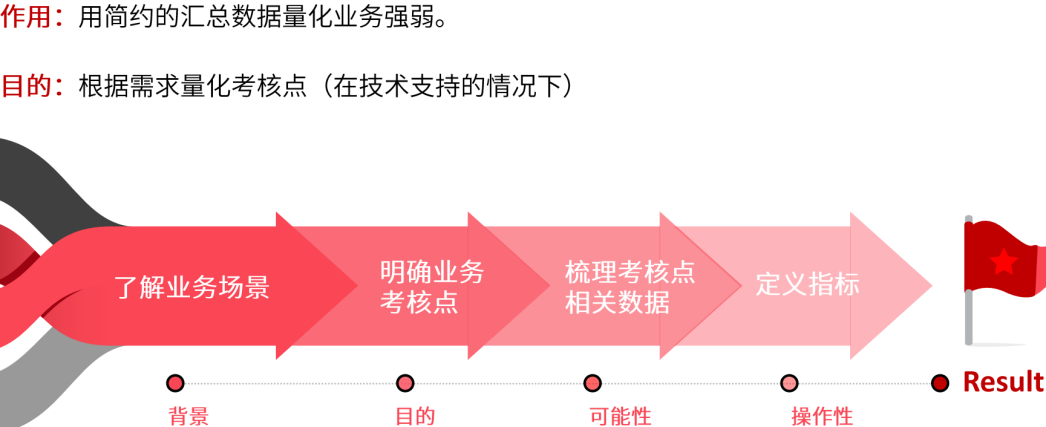 作用：用简约的汇总数据量化业务强弱。
目的：根据需求量化考核点（在技术支持的情况下）
了解业务场景
明确业务
考核点
梳理考核点
相关数据
定义指标
背景
目的
可能性
操作性
Result